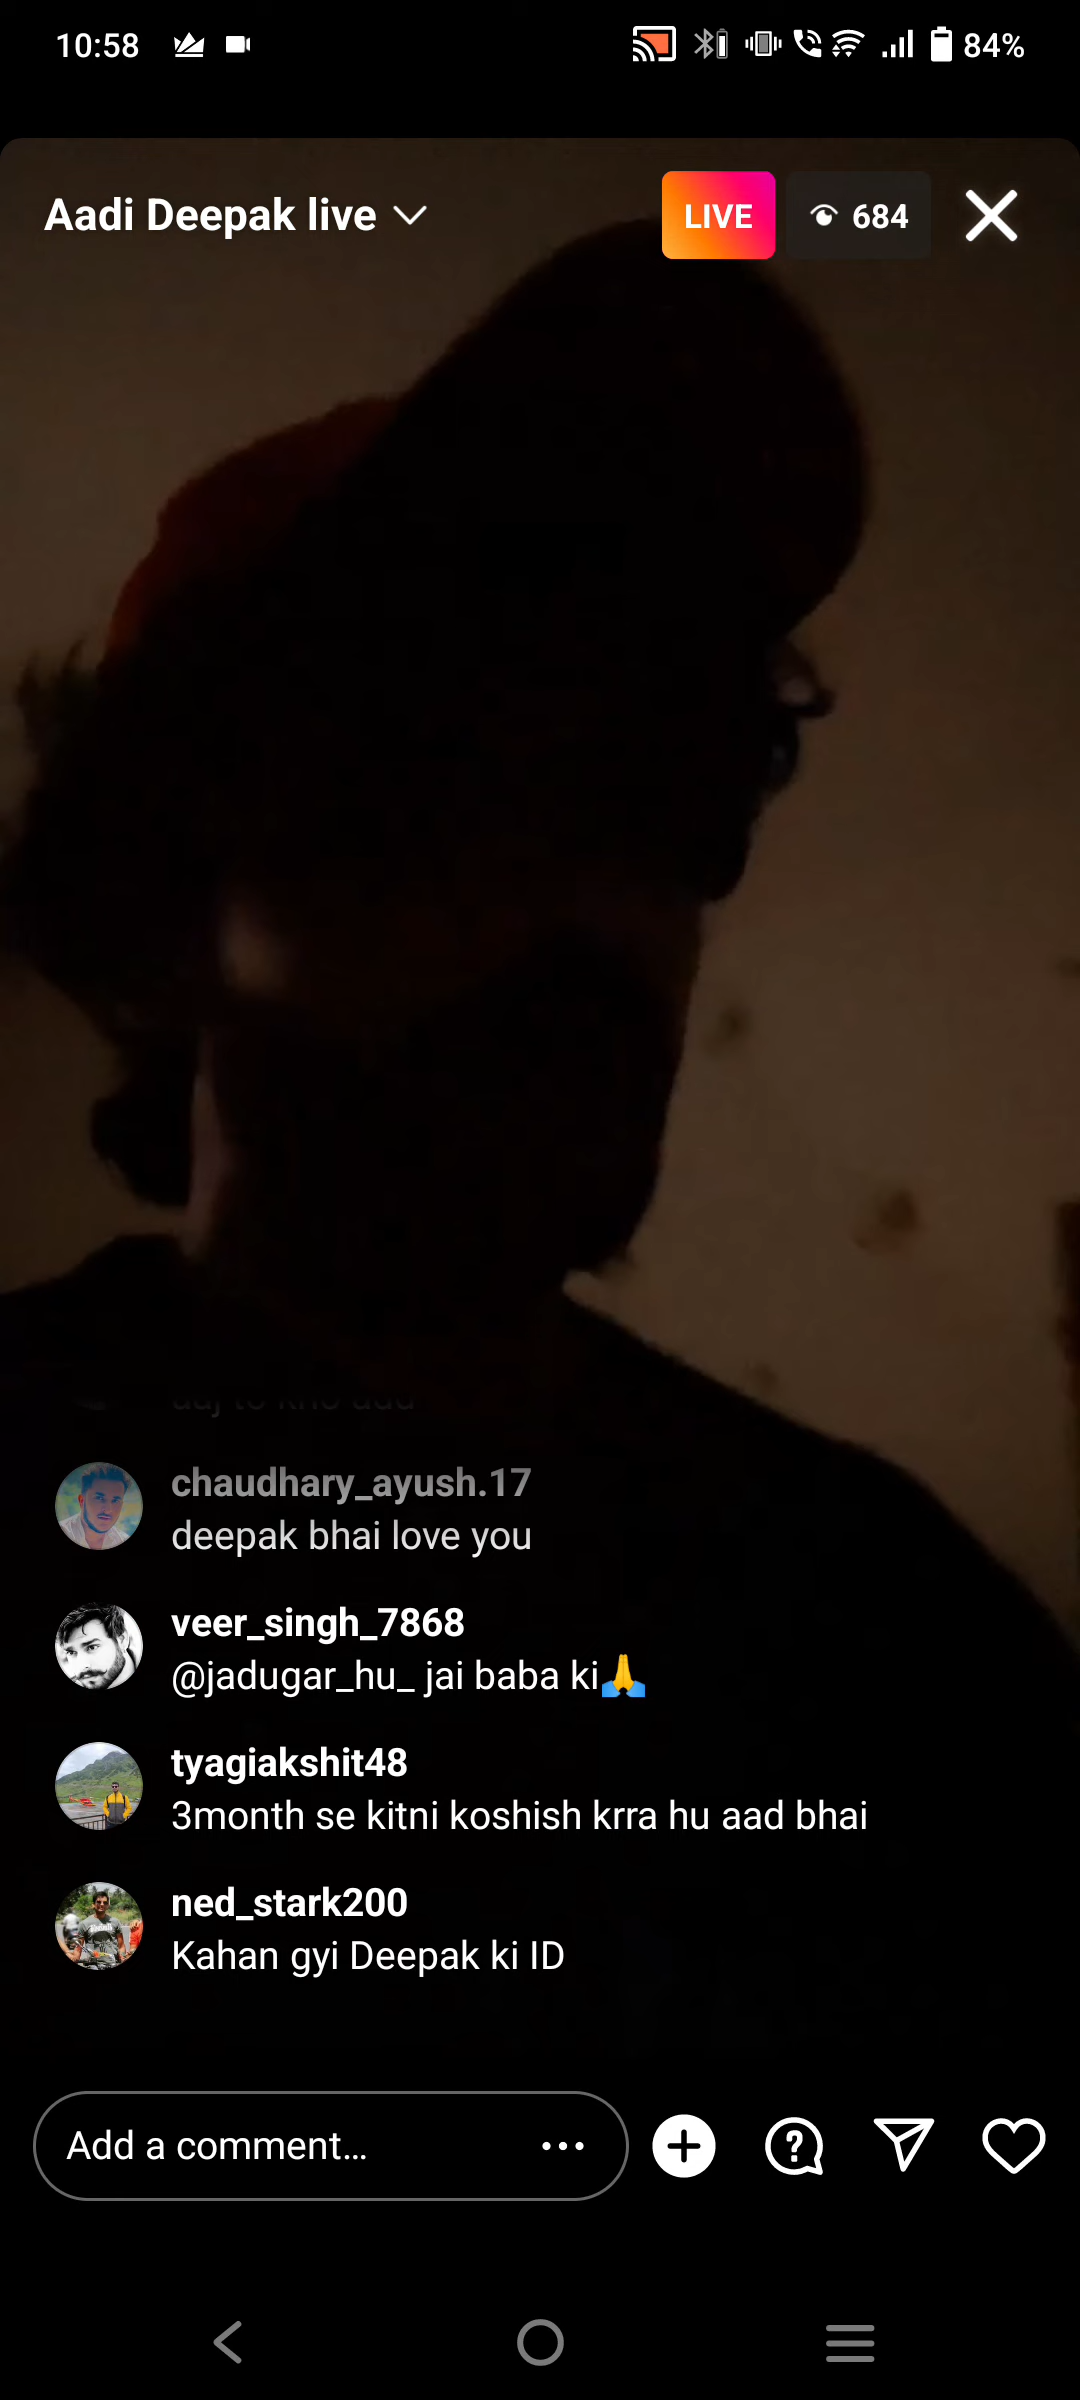 10:58
84%
Aadi Deepak live
LIVE
684
chaudhary_ayush.17
deepak bhai love you
veer_singh_7868
@jadugar_hu_ jai baba ki🙏
tyagiakshit48
3month se kitni koshish krra hu aad bhai
ned_stark200
Kahan gyi Deepak ki ID
Add a comment...